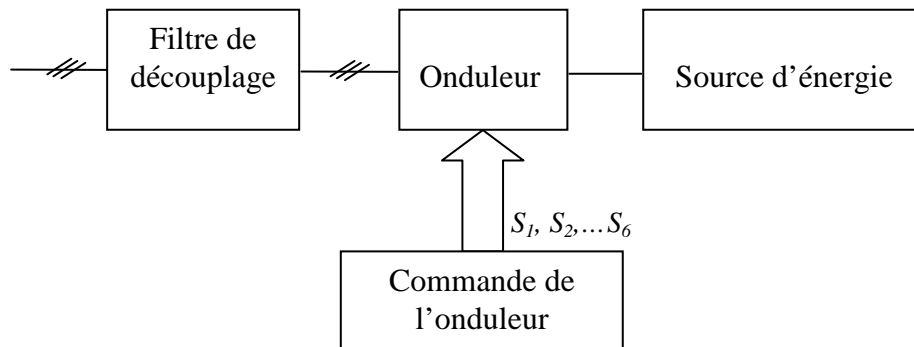 Filtre de
découplage
Onduleur
Source d’énergie
S1, S2,…S6
Commande de
l’onduleur